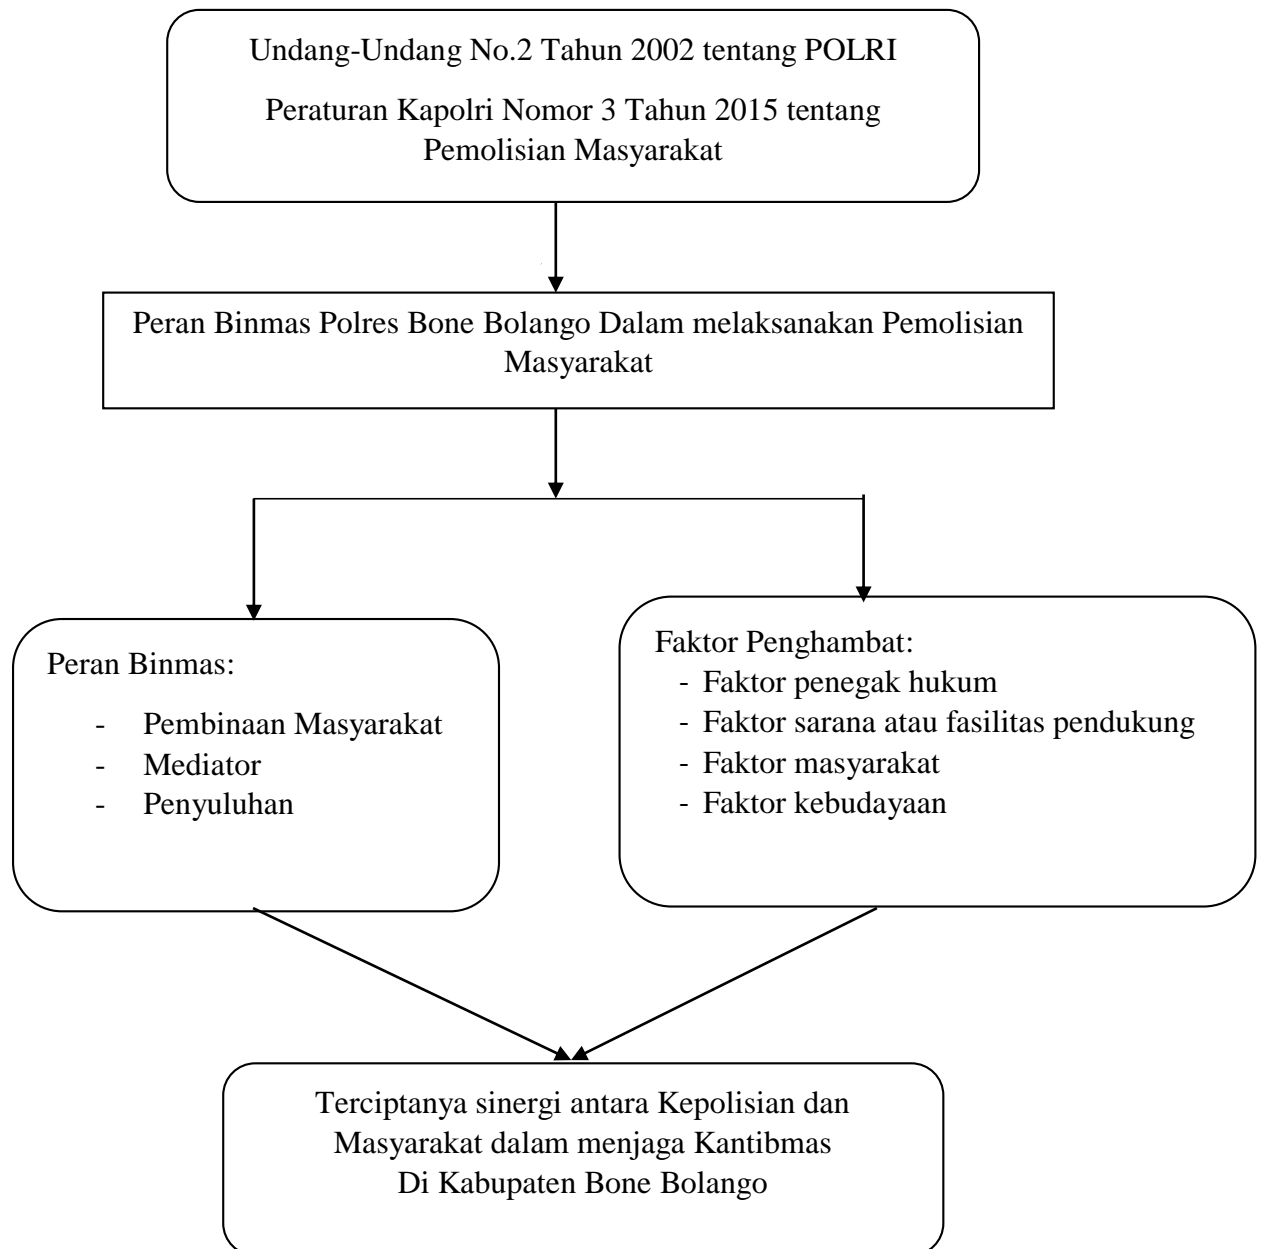 Undang-Undang No.2 Tahun 2002 tentang POLRI
Peraturan Kapolri Nomor 3 Tahun 2015 tentang
Pemolisian Masyarakat
Peran Binmas Polres Bone Bolango Dalam melaksanakan Pemolisian
Masyarakat
Peran Binmas:
- Pembinaan Masyarakat
- Mediator
- Penyuluhan
Faktor Penghambat:
- Faktor penegak hukum
- Faktor sarana atau fasilitas pendukung
- Faktor masyarakat
- Faktor kebudayaan
Terciptanya sinergi antara Kepolisian dan
Masyarakat dalam menjaga Kantibmas
Di Kabupaten Bone Bolango